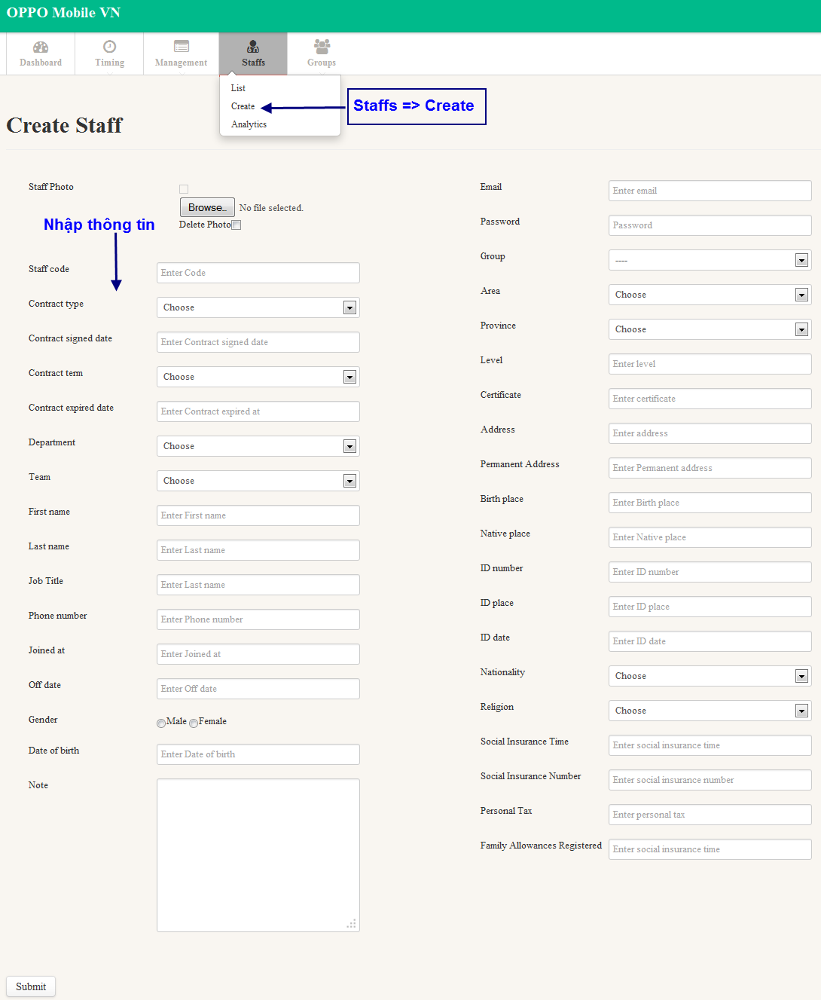 OPPO Mobile VN
Dashboard
Timing
Management
Staffs
Groups
List
Create
Analytics
Staffs => Create
Create Staff
Staff Photo
Browse..
No file selected.
Delete Photo
Nhập thông tin
Staff code
Enter Code
Contract type
Choose
Contract signed date
Enter Contract signed date
Contract term
Choose
Contract expired date
Enter Contract expired at
Department
Choose
Team
Choose
First name
Enter First name
Last name
Enter Last name
Job Title
Enter Last name
Phone number
Enter Phone number
Joined at
Enter Joined at
Off date
Enter Off date
Gender
Male
Female
Date of birth
Enter Date of birth
Note
Email
Enter email
Password
Password
Group
----
Area
Choose
Province
Choose
Level
Enter level
Certificate
Enter certificate
Address
Enter address
Permanent Address
Enter Permanent address
Birth place
Enter Birth place
Native place
Enter Native place
ID number
Enter ID number
ID place
Enter ID place
ID date
Enter ID date
Nationality
Choose
Religion
Choose
Social Insurance Time
Enter social insurance time
Social Insurance Number
Enter social insurance number
Personal Tax
Enter personal tax
Family Allowances Registered
Enter social insurance time
Submit